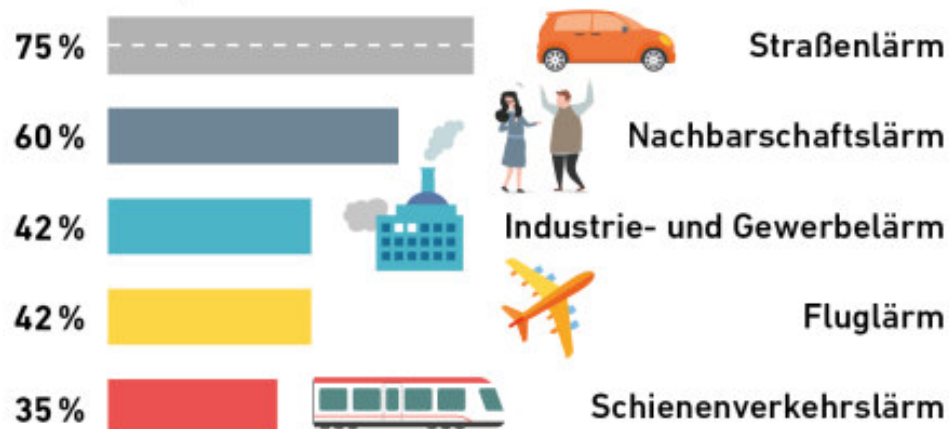 75 % Straßenlärm
60 % Nachbarschaftslärm
42 % Industrie- und Gewerbelärm
42 % Fluglärm
35 % Schienenverkehrslärm